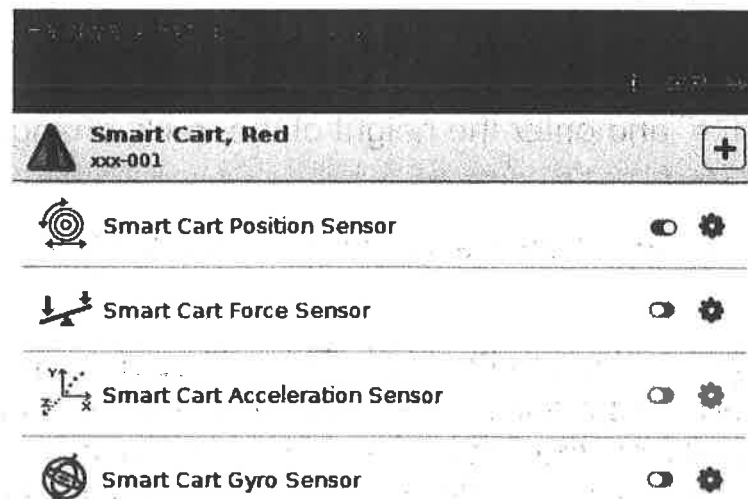 Smart Cart, Red
xxx-001
+
Smart Cart Position Sensor
Smart Cart Force Sensor
Y
Z X
Smart Cart Acceleration Sensor
Smart Cart Gyro Sensor